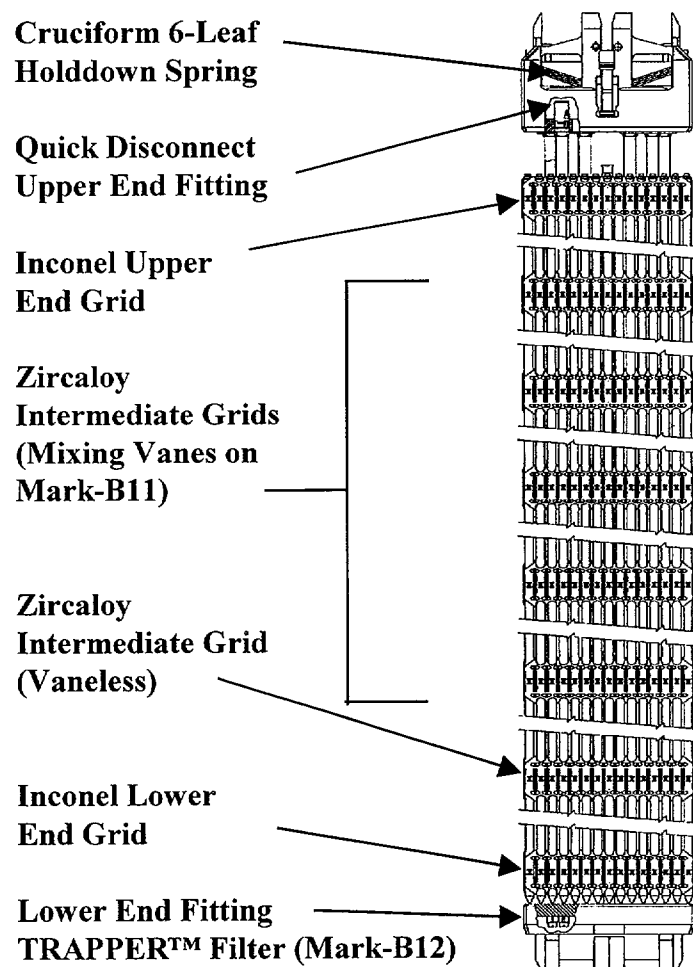 Cruciform 6-Leaf
Holddown Spring
Quick Disconnect
Upper End Fitting
Inconel Upper
End Grid
Zircaloy
Intermediate Grids
(Mixing Vanes on
Mark-B11)
Zircaloy
Intermediate Grid
(Vaneless)
Inconel Lower
End Grid
Lower End Fitting
TRAPPER™ Filter (Mark-B12)